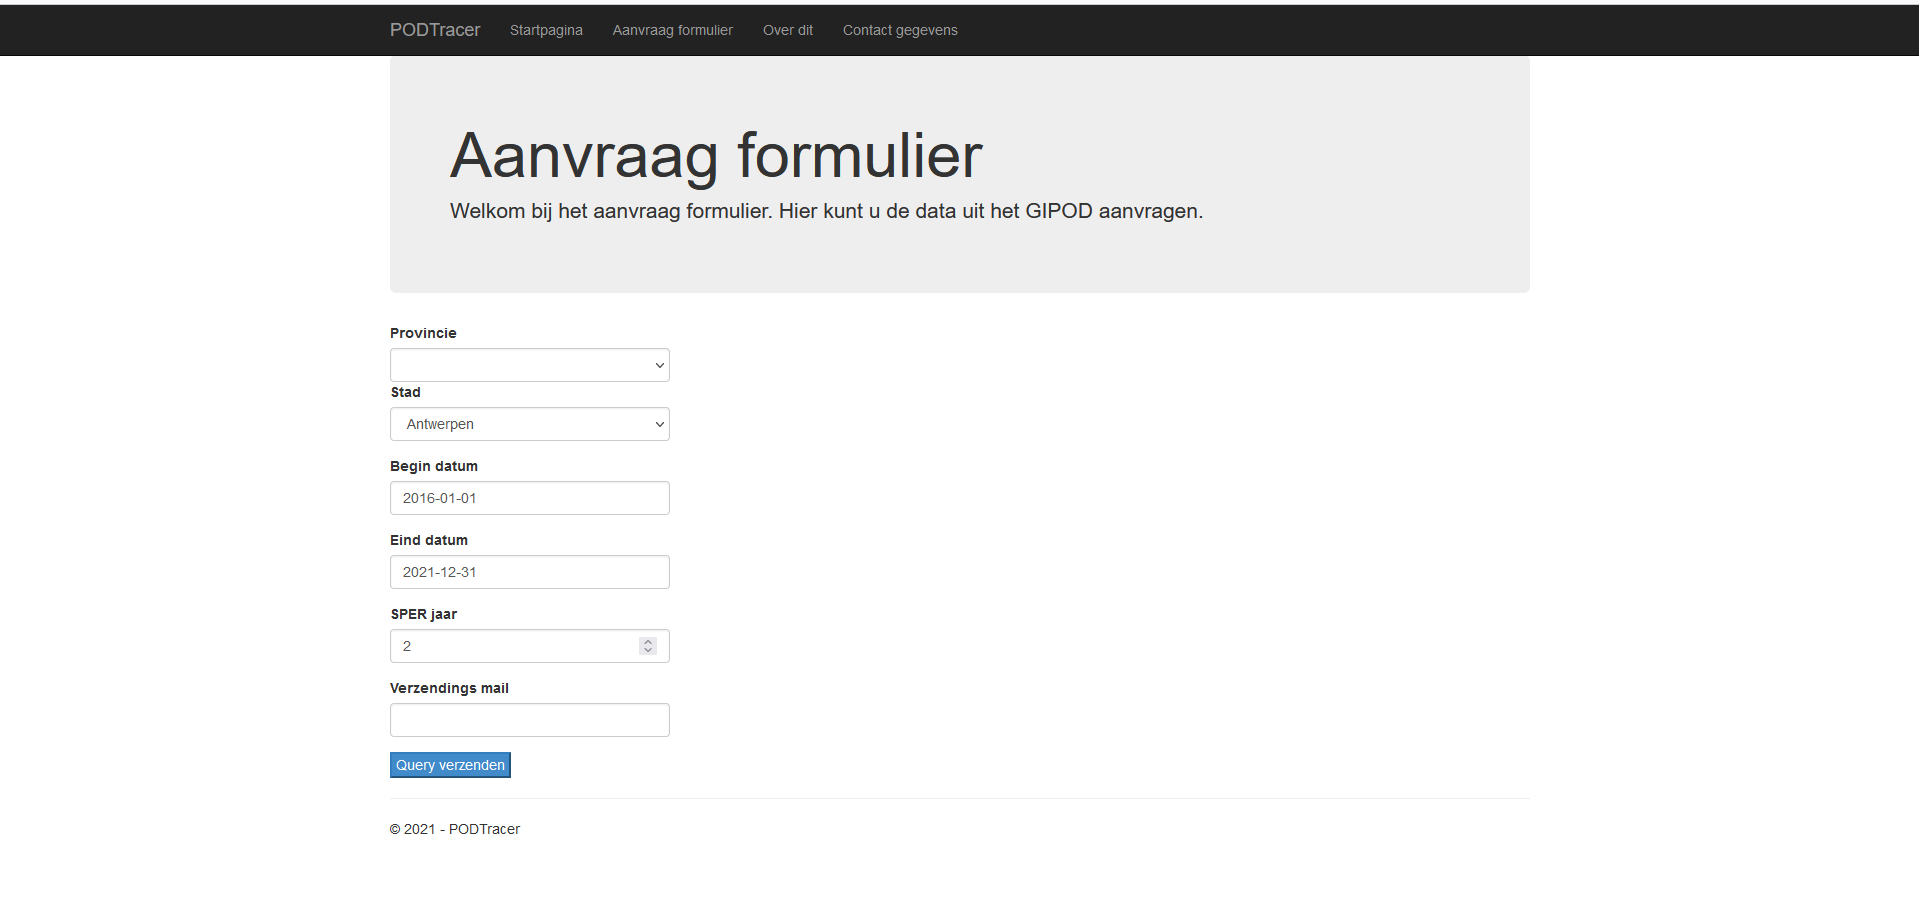 PODTracer Startpagina Aanvraag formulier Over dit Contact gegevens
Aanvraag formulier
Welkom bij het aanvraag formulier. Hier kunt u de data uit het GIPOD aanvragen.
Provincie
Stad
Antwerpen
Begin datum
2016-01-01
Eind datum
2021-12-31
SPER jaar
2
Verzendings mail
Query verzenden
© 2021 - PODTracer